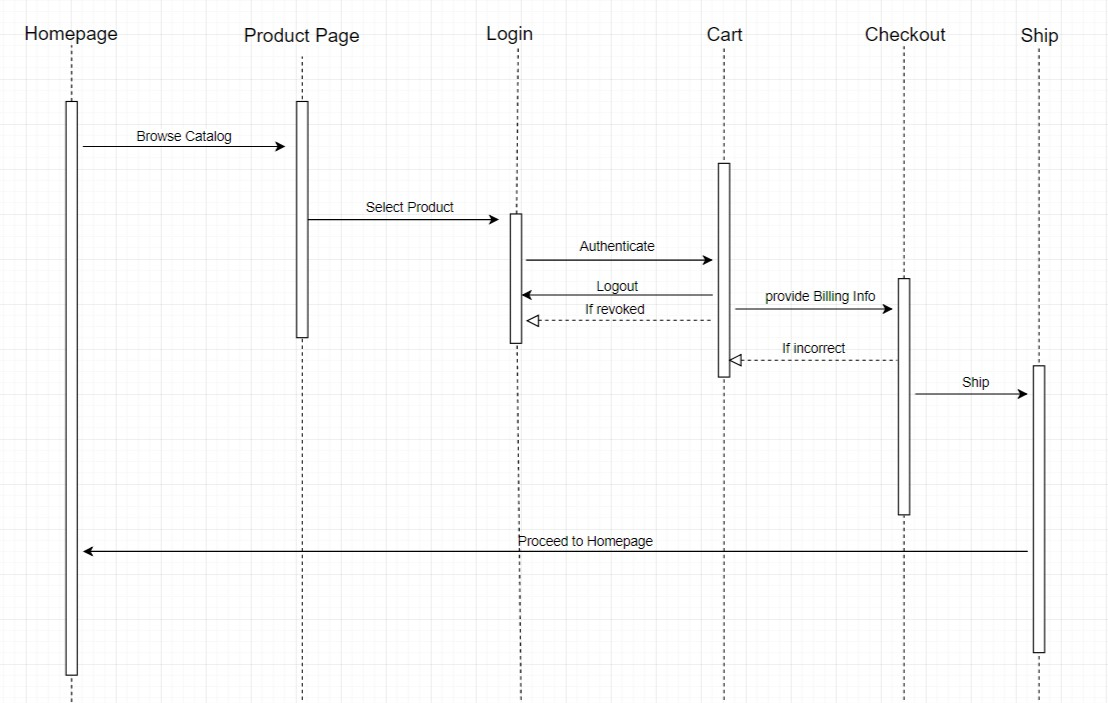 Homepage
Product Page
Login
Cart
Checkout
Ship
Browse Catalog
Select Product
Authenticate
Logout
provide Billing Info
If revoked
If incorrect
Ship
Proceed to Homepage